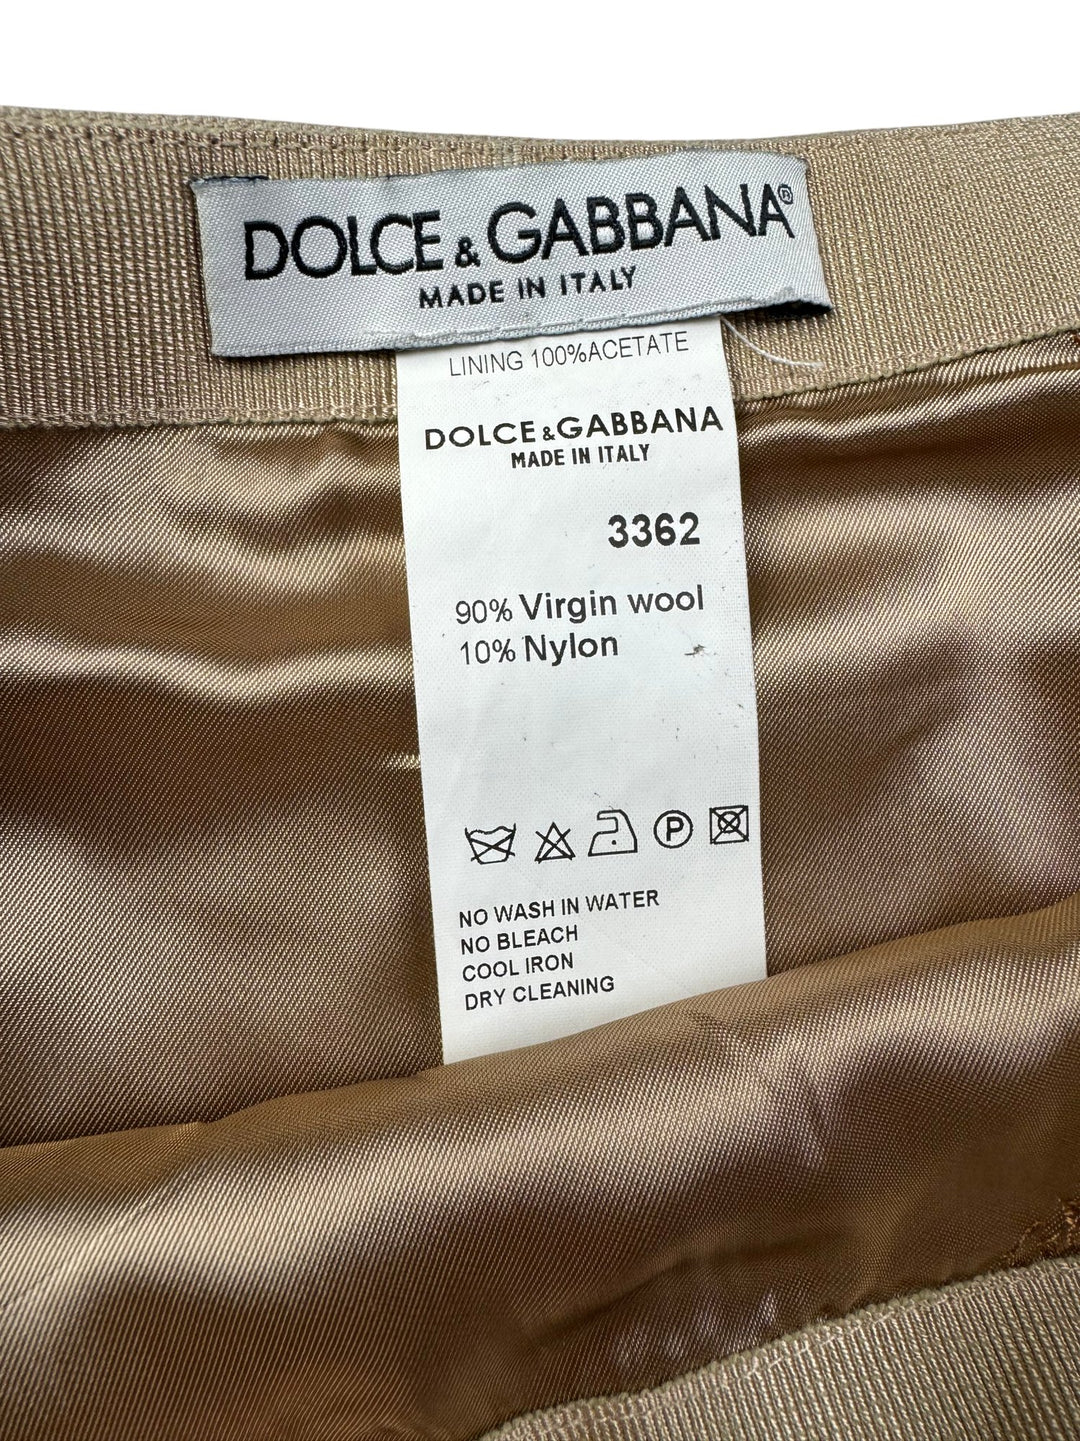 DOLCE & GABBANA®
MADE IN ITALY
LINING 100%ACETATE
DOLCE & GABBANA
MADE IN ITALY
3362
90% Virgin wool
10% Nylon
P
NO WASH IN WATER
NO BLEACH
COOL IRON
DRY CLEANING